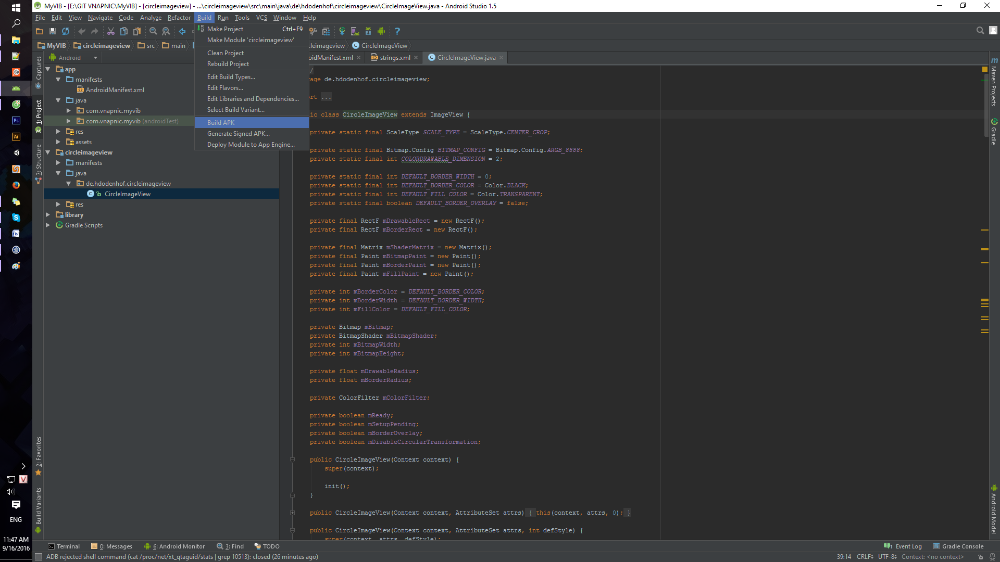 MyVIB - [E:\GIT VNAPNIC\MyVIB] - [circleimageview] - ...\circleimageview\src\main\java\de\hdodenhof\circleimageview\CircleImageView.java - Android Studio 1.5
File Edit View Navigate Code Analyze Refactor Build Run Tools VCS Window Help
Make Project Ctrl+F9
Make Module 'circleimageview'
Clean Project
Rebuild Project
Edit Build Types...
Edit Flavors...
Edit Libraries and Dependencies...
Select Build Variant...
Build APK
Generate Signed APK...
Deploy Module to App Engine...
MyVIB circleimageview src main cleimageview CircleImageView
Android
oidManifest.xml strings.xml CircleImageView.java
app
manifests
AndroidManifest.xml
java
com.vnapnic.myvib
com.vnapnic.myvib (androidTest)
res
assets
circleimageview
manifests
java
de.hdodenhof.circleimageview
CircleImageView
res
library
Gradle Scripts
Captures
1: Project
7: Structure
2: Favorites
Build Variants
/
age de.hdodenhof.circleimageview;
rt ...
ic class CircleImageView extends ImageView {
private static final ScaleType SCALE_TYPE = ScaleType.CENTER_CROP;
private static final Bitmap.Config BITMAP_CONFIG = Bitmap.Config.ARGB_8888;
private static final int COLORDRAWABLE_DIMENSION = 2;
private static final int DEFAULT_BORDER_WIDTH = 0;
private static final int DEFAULT_BORDER_COLOR = Color.BLACK;
private static final int DEFAULT_FILL_COLOR = Color.TRANSPARENT;
private static final boolean DEFAULT_BORDER_OVERLAY = false;
private final RectF mDrawableRect = new RectF();
private final RectF mBorderRect = new RectF();
private final Matrix mShaderMatrix = new Matrix();
private final Paint mBitmapPaint = new Paint();
private final Paint mBorderPaint = new Paint();
private final Paint mFillPaint = new Paint();
private int mBorderColor = DEFAULT_BORDER_COLOR;
private int mBorderWidth = DEFAULT_BORDER_WIDTH;
private int mFillColor = DEFAULT_FILL_COLOR;
private Bitmap mBitmap;
private BitmapShader mBitmapShader;
private int mBitmapWidth;
private int mBitmapHeight;
private float mDrawableRadius;
private float mBorderRadius;
private ColorFilter mColorFilter;
private boolean mReady;
private boolean mSetupPending;
private boolean mBorderOverlay;
private boolean mDisableCircularTransformation;
public CircleImageView(Context context) {
super(context);
init();
}
public CircleImageView(Context context, AttributeSet attrs) { this(context, attrs, 0); }
public CircleImageView(Context context, AttributeSet attrs, int defStyle) {
super(context, attrs, defStyle);
Maven Projects
Gradle
Android Model
Terminal 0: Messages 6: Android Monitor 3: Find TODO
1 Event Log Gradle Console
ADB rejected shell command (cat /proc/net/xt_qtaguid/stats | grep 10513): closed (26 minutes ago)
39:14 CRLF UTF-8 Context: <no context>
ENG
11:47 AM
9/16/2016